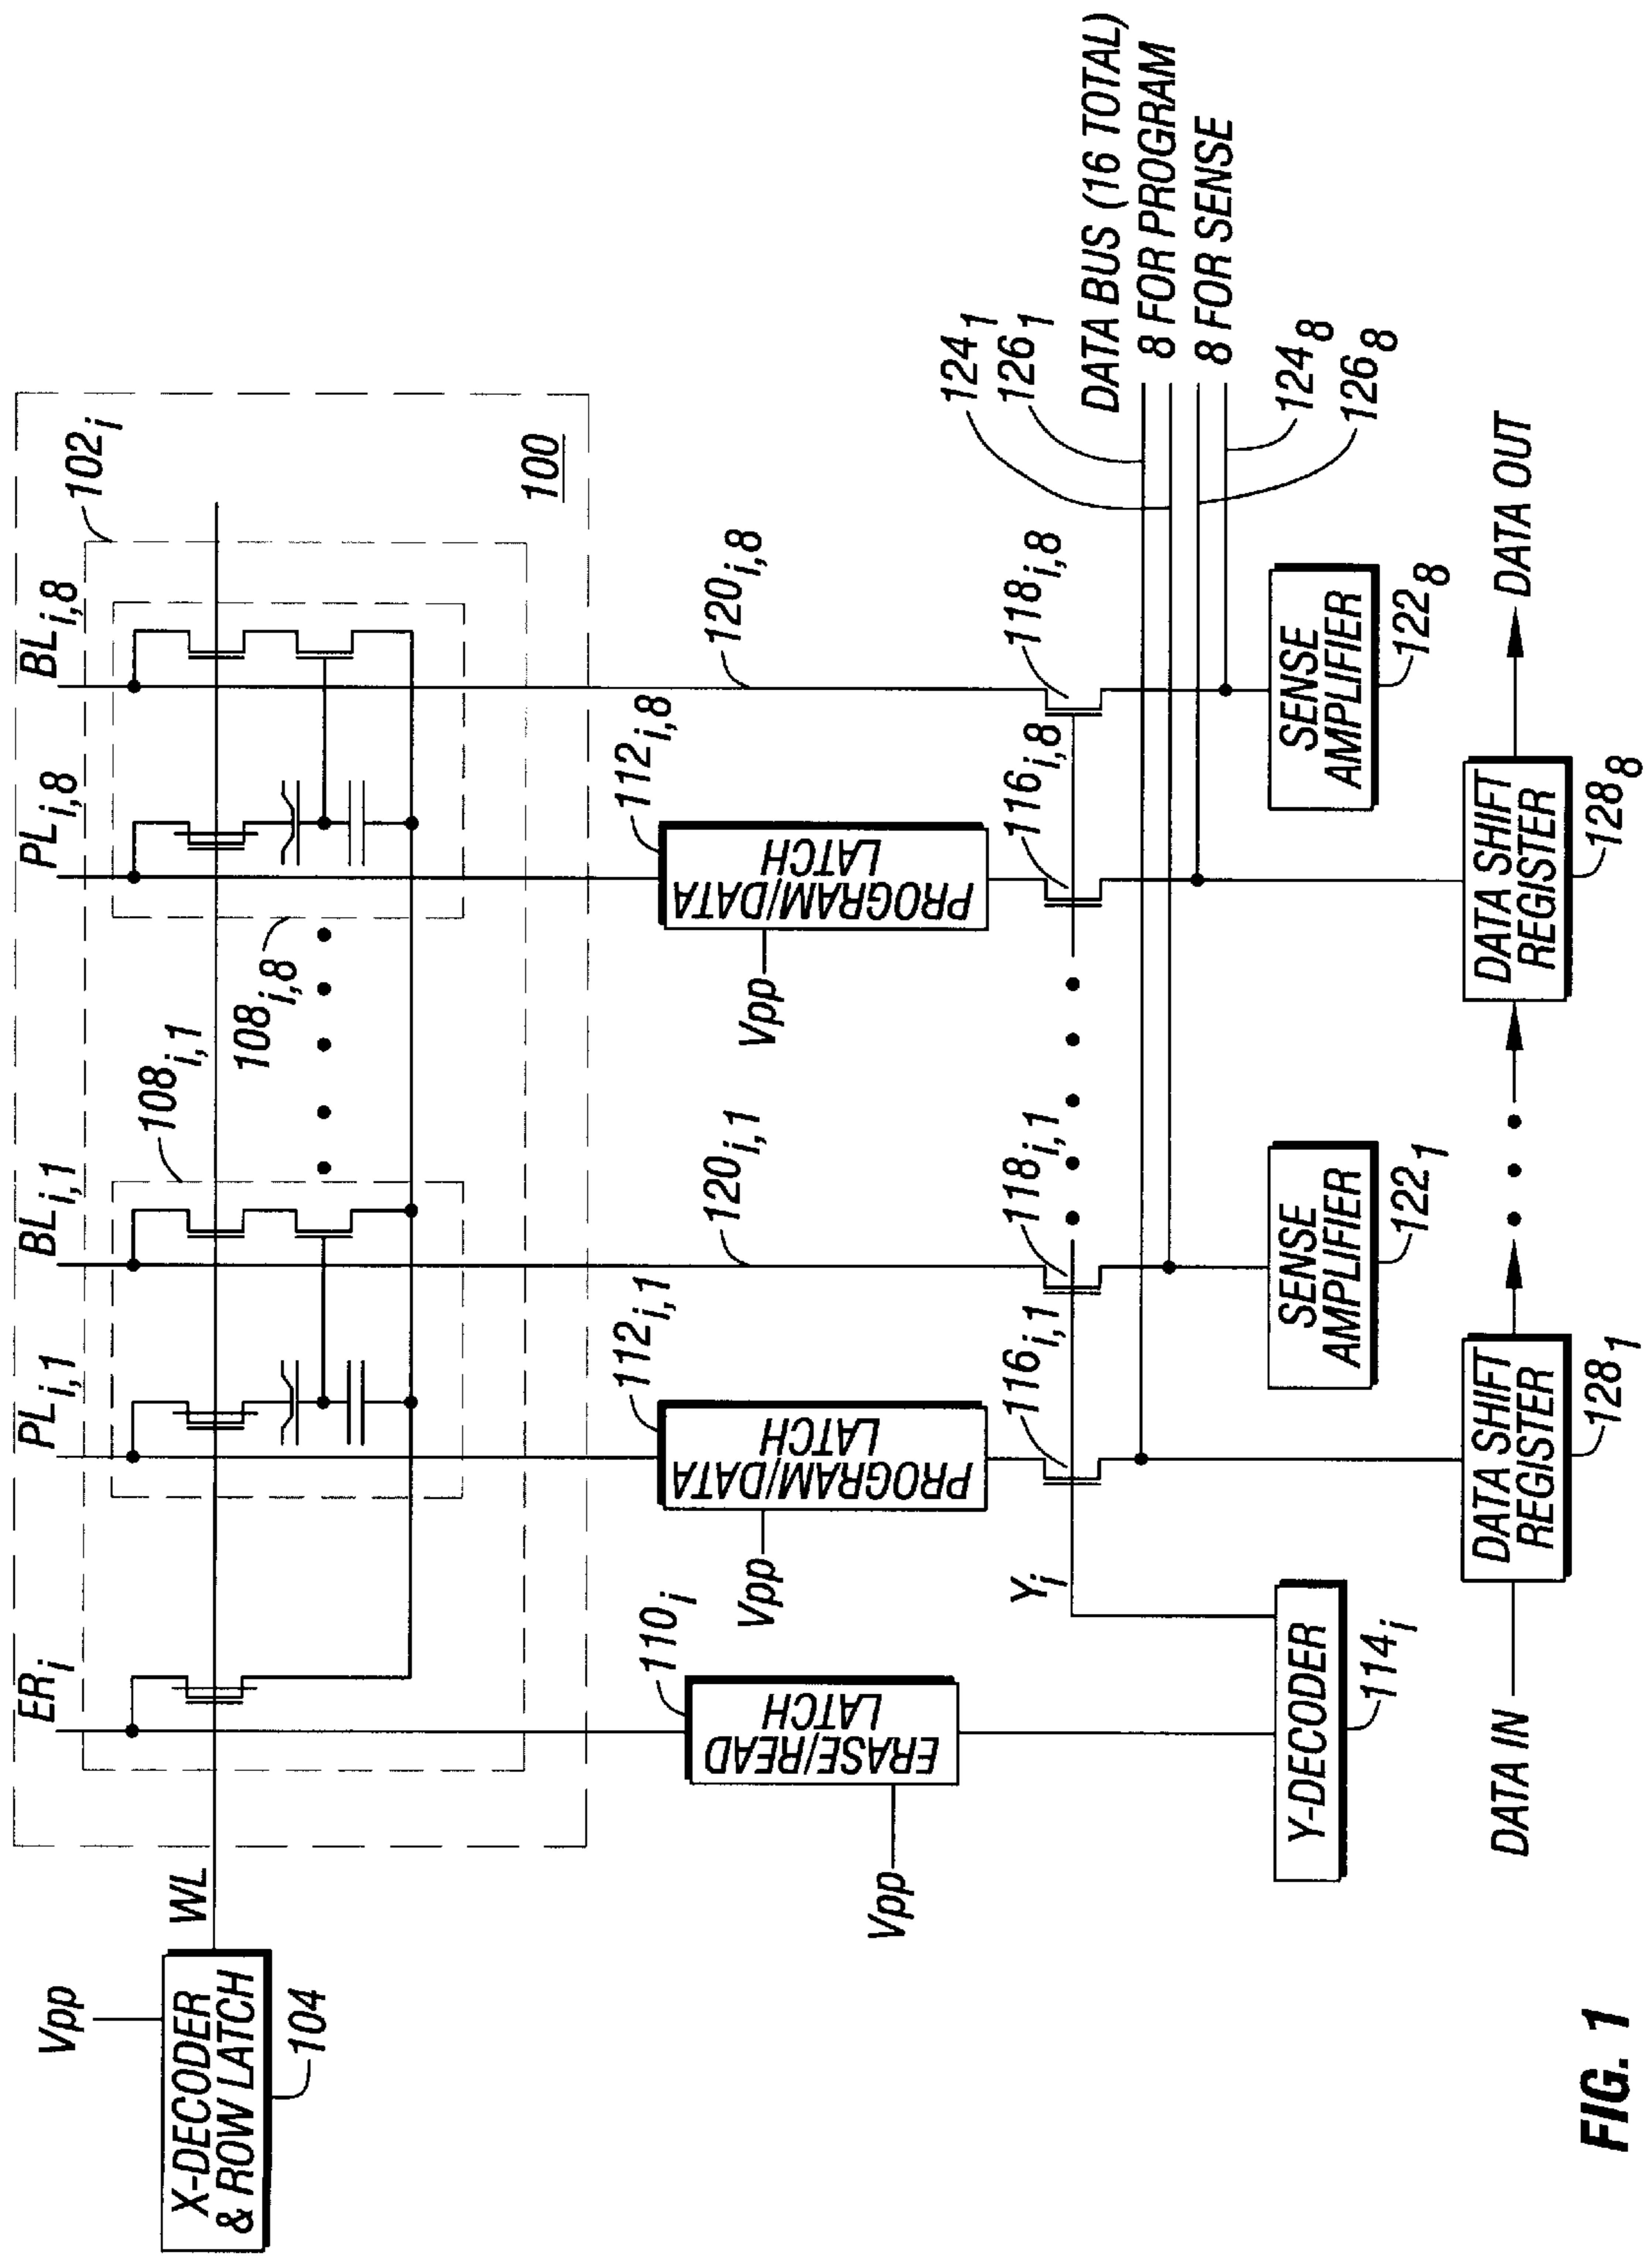 Vpp
X-DECODER
& ROW LATCH
104
WL
ERi
PLi,1
BLi,1
PLi,8
BLi,8
102i
100
108i,1
108i,8
Vpp
ERASE/READ
LATCH
110i
Vpp
PROGRAM/DATA
LATCH
112i,1
120i,1
Vpp
PROGRAM/DATA
LATCH
112i,8
120i,8
Yi
116i,1
118i,1
116i,8
118i,8
1241
1261
DATA BUS (16 TOTAL)
8 FOR PROGRAM
8 FOR SENSE
1248
1268
Y-DECODER
114i
SENSE
AMPLIFIER
1221
SENSE
AMPLIFIER
1228
DATA IN
DATA SHIFT
REGISTER
1281
DATA SHIFT
REGISTER
1288
DATA OUT
FIG. 1